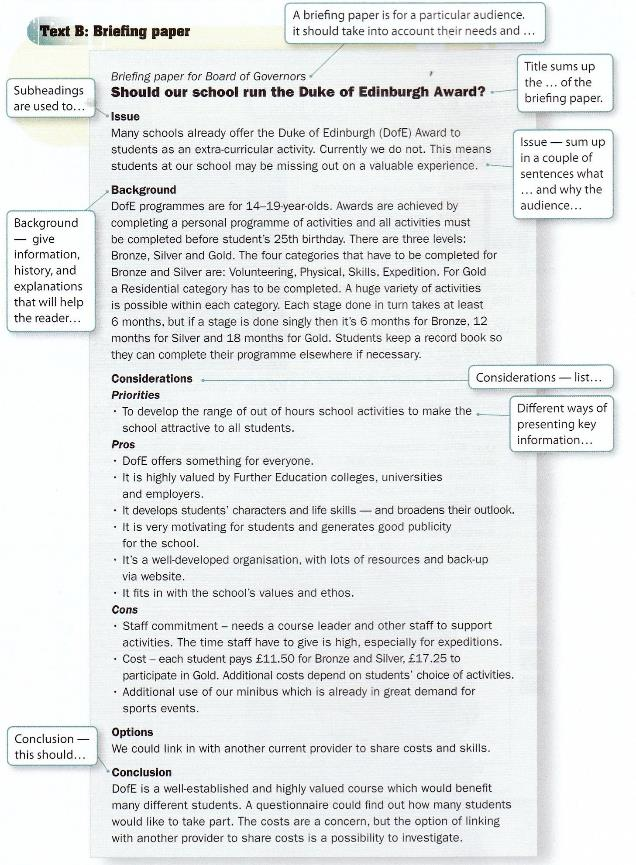 Text B: Briefing paper
A briefing paper is for a particular audience.
it should take into account their needs and …
Briefing paper for Board of Governors
Should our school run the Duke of Edinburgh Award?
Title sums up
the … of the
briefing paper.
Subheadings
are used to…
Issue
Many schools already offer the Duke of Edinburgh (DofE) Award to
students as an extra-curricular activity. Currently we do not. This means
students at our school may be missing out on a valuable experience.
Issue — sum up
in a couple of
sentences what
… and why the
audience…
Background
DofE programmes are for 14–19-year-olds. Awards are achieved by
completing a personal programme of activities and all activities must
be completed before student's 25th birthday. There are three levels:
Bronze, Silver and Gold. The four categories that have to be completed for
Bronze and Silver are: Volunteering, Physical, Skills, Expedition. For Gold
a Residential category has to be completed. A huge variety of activities
is possible within each category. Each stage done in turn takes at least
6 months, but if a stage is done singly then it's 6 months for Bronze, 12
months for Silver and 18 months for Gold. Students keep a record book so
they can complete their programme elsewhere if necessary.
Background
— give
information,
history, and
explanations
that will help
the reader…
Considerations
Considerations — list…
Priorities
· To develop the range of out of hours school activities to make the
school attractive to all students.
Different ways of
presenting key
information…
Pros
· DofE offers something for everyone.
· It is highly valued by Further Education colleges, universities
and employers.
· It develops students' characters and life skills — and broadens their outlook.
· It is very motivating for students and generates good publicity
for the school.
· It's a well-developed organisation, with lots of resources and back-up
via website.
· It fits in with the school's values and ethos.
Cons
· Staff commitment – needs a course leader and other staff to support
activities. The time staff have to give is high, especially for expeditions.
· Cost – each student pays £11.50 for Bronze and Silver, £17.25 to
participate in Gold. Additional costs depend on students' choice of activities.
· Additional use of our minibus which is already in great demand for
sports events.
Options
We could link in with another current provider to share costs and skills.
Conclusion —
this should…
Conclusion
DofE is a well-established and highly valued course which would benefit
many different students. A questionnaire could find out how many students
would like to take part. The costs are a concern, but the option of linking
with another provider to share costs is a possibility to investigate.